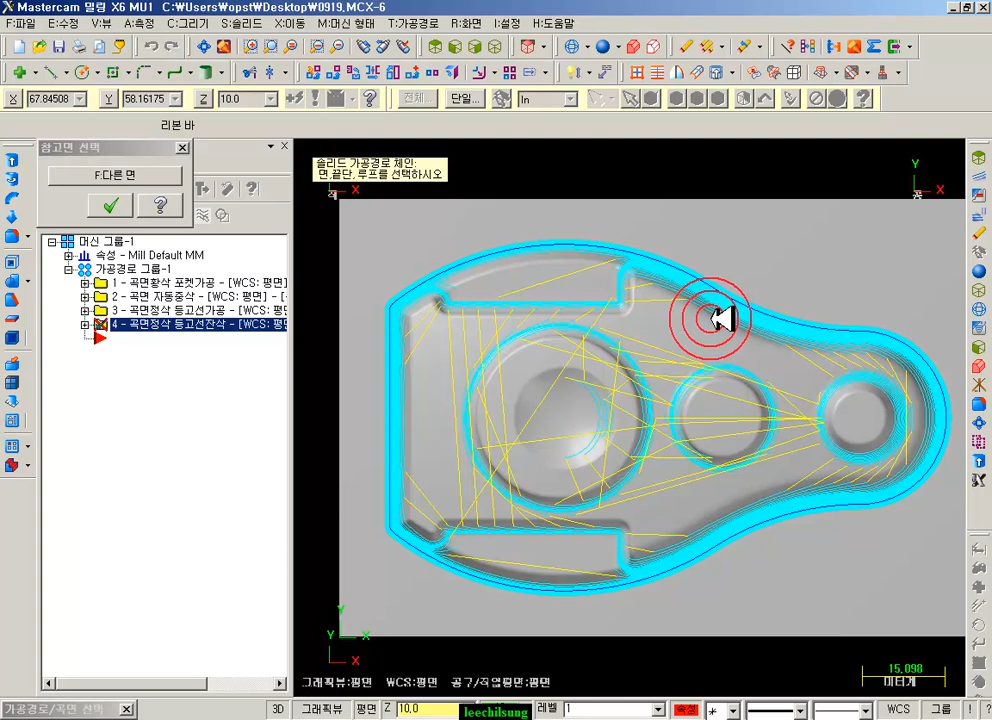 Mastercam 밀링 X6 MU1 C:₩Users₩opst₩Desktop₩0919.MCX-6
F:파일 E:수정 V:뷰 A:측정 C:그리기 S:솔리드 X:이동 M:머신 형태 T:가공경로 R:화면 I:설정 H:도움말
X 67.84508 Y 58.16175 Z 10.0 전체... 단일... In
리본 바
참고면 선택
F:다른 면
솔리드 가공경로 체인:
면,끝단, 루프를 선택하시오
Y
X
X
머신 그룹-1
속성 - Mill Default MM
가공경로 그룹-1
1 - 곡면황삭 포켓가공 - [WCS: 평면]
2 - 곡면 자동중삭 - [WCS: 평면] - [
3 - 곡면정삭 등고선가공 - [WCS: 평
4 - 곡면정삭 등고선잔삭 - [WCS: 평
Y
Y X
X
15.098
미터계
그래픽뷰:평면 WCS:평면 공구/작업평면:평면
가공경로/곡면 선택 3D 그래픽뷰 평면 Z 10.0 레벨 1 속성 WCS 그룹 ! ?
leechilsung